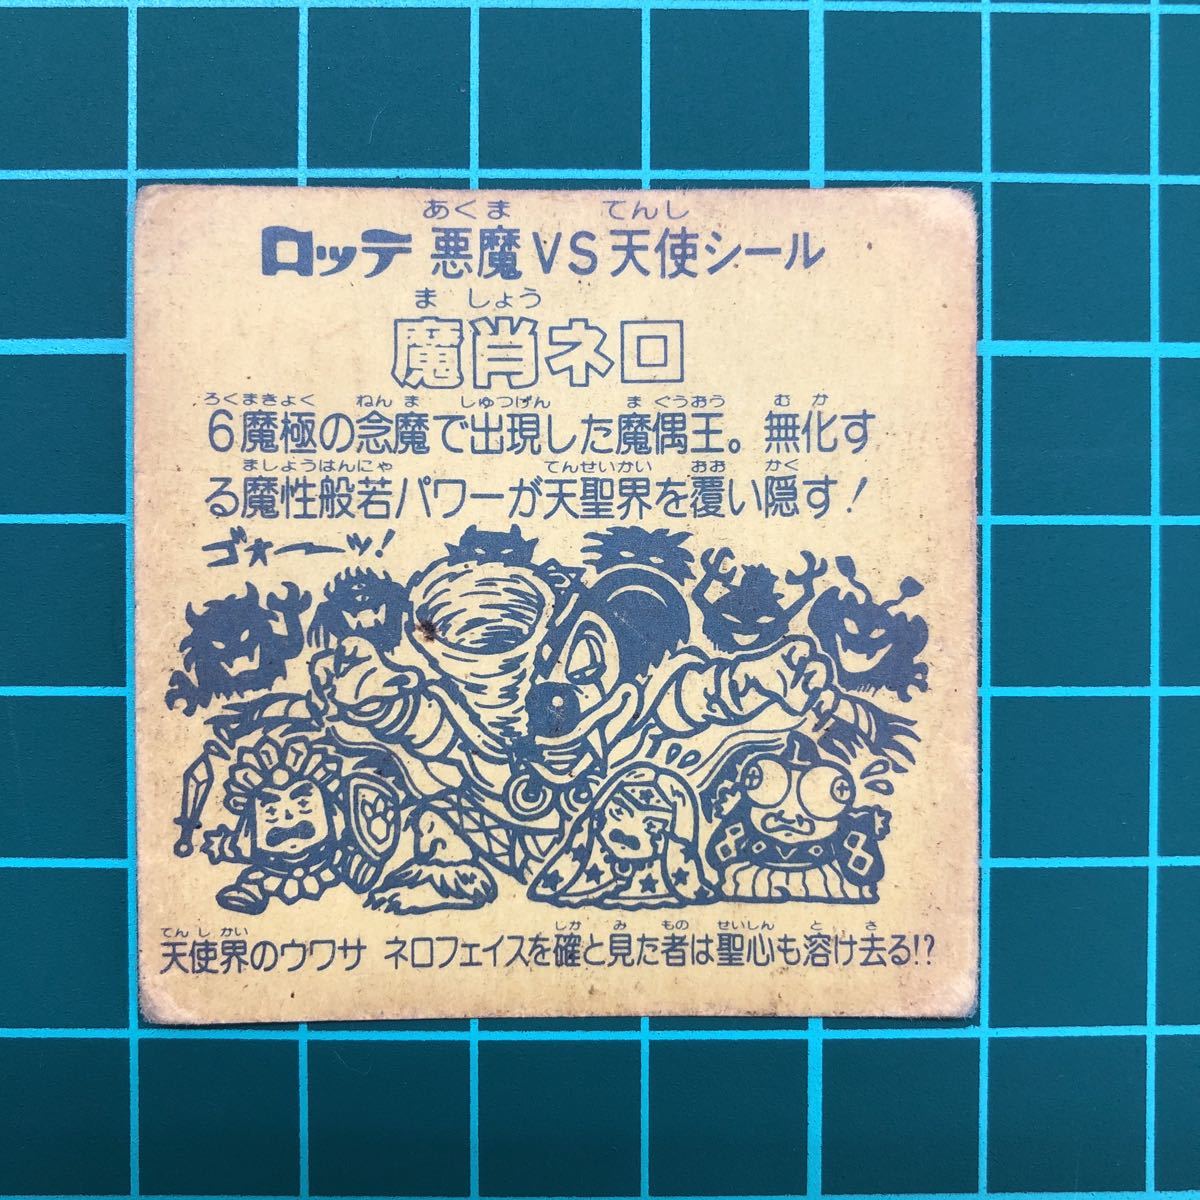 あくま てんし
ロッテ 悪魔VS天使シール
ましょう
魔肖ネロ
ろくまきょく ねんま しゅつげん まぐうおう むか
6魔極の念魔で出現した魔偶王。無化す
ましょうはんにゃ てんせいかい おお かく
る魔性般若パワーが天聖界を覆い隠す!
ゴォーーッ!
てんしかい しか み もの せいしん と さ
天使界のウワサ ネロフェイスを確と見た者は聖心も溶け去る!?